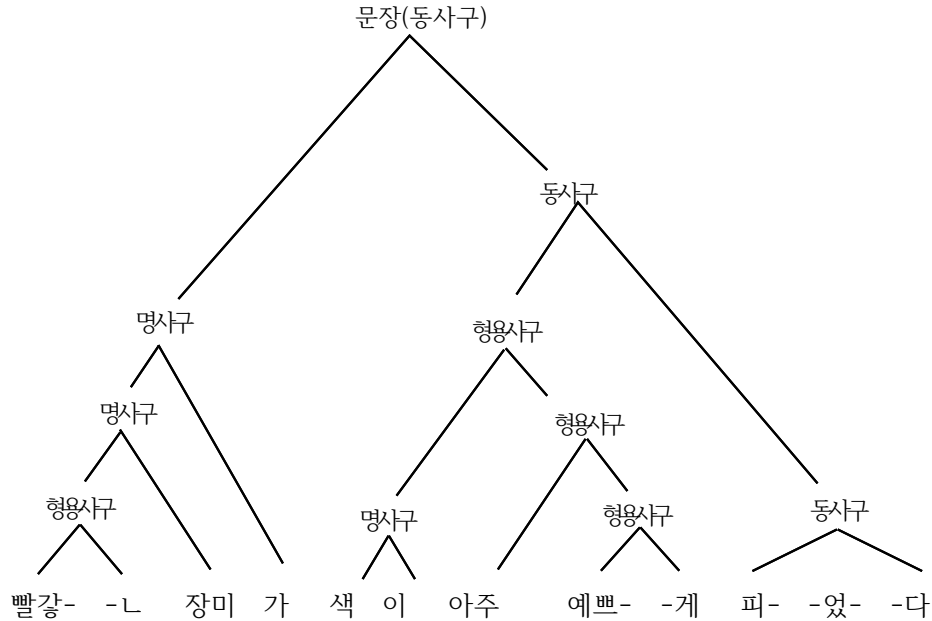 문장(동사구)
동사구
명사구 형용사구
명사구 형용사구
형용사구 명사구 형용사구 동사구
빨갛- -ㄴ 장미 가 색 이 아주 예쁘- -게 피- -었- -다